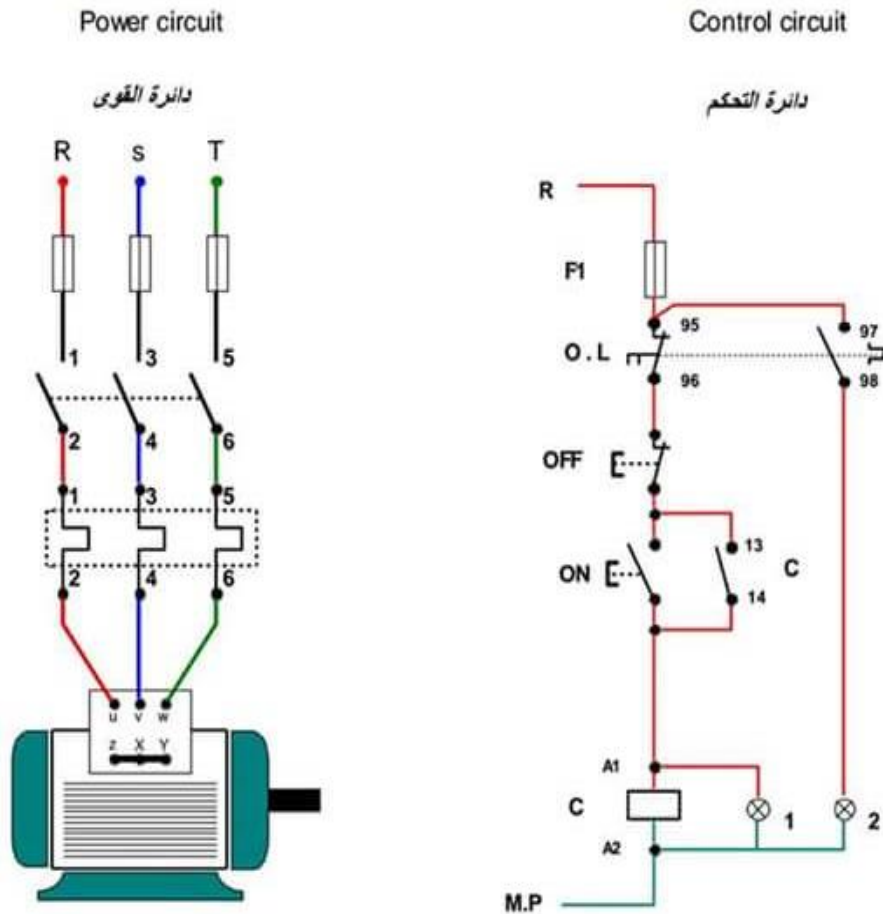 Power circuit
دائرة القوى
R s T
1 3 5
2 4 6
1 3 5
2 4 6
u v w
z X Y
Control circuit
دائرة التحكم
R
F1
95 97
O . L
96 98
OFF
13
ON C
14
A1
C 1 2
A2
M.P